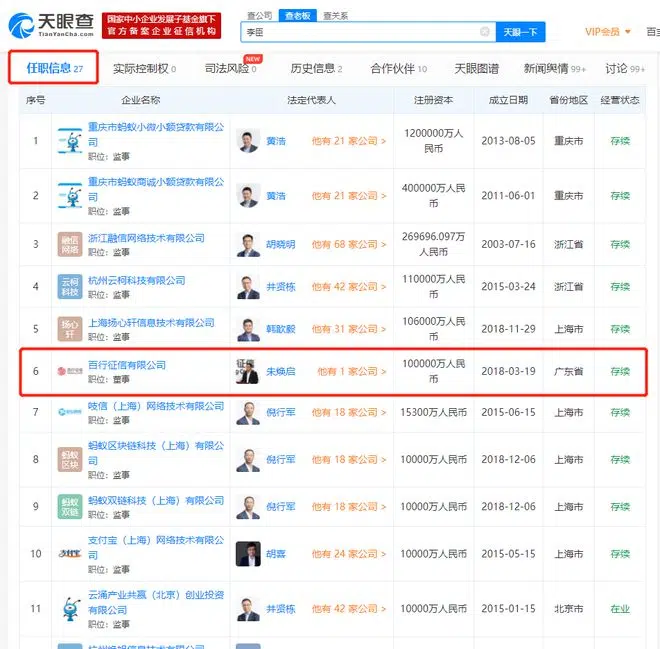 查公司 查老板 查关系
天眼查
TianYanCha.com
国家中小企业发展子基金旗下
官方备案企业征信机构
李臣
天眼一下
VIP会员
百
任职信息 27 实际控制权 0 司法风险 0 NEW 历史信息 2 合作伙伴 10 天眼图谱 新闻舆情 99+ 讨论 99+
序号 企业名称 法定代表人 注册资本 成立日期 省份地区 经营状态
1 重庆市蚂蚁小微小额贷款有限公司 黄浩 他有 21 家公司 > 1200000万人民币 2013-08-05 重庆市 存续
职位：监事
2 重庆市蚂蚁商诚小额贷款有限公司 黄浩 他有 21 家公司 > 400000万人民币 2011-06-01 重庆市 存续
职位：监事
3 融信网络 浙江融信网络技术有限公司 胡晓明 他有 68 家公司 > 269696.097万人民币 2003-07-16 浙江省 存续
职位：监事
4 云柯科技 杭州云柯科技有限公司 井贤栋 他有 42 家公司 > 110000万人民币 2015-03-24 浙江省 存续
职位：监事
5 扬心轩 上海扬心轩信息技术有限公司 韩歆毅 他有 31 家公司 > 106000万人民币 2018-11-29 上海市 存续
职位：监事
6 百行征信有限公司 朱焕启 他有 1 家公司 > 100000万人民币 2018-03-19 广东省 存续
职位：董事
7 吱信（上海）网络技术有限公司 倪行军 他有 18 家公司 > 15300万人民币 2015-06-15 上海市 存续
职位：监事
8 蚂蚁区块 蚂蚁区块链科技（上海）有限公司 倪行军 他有 18 家公司 > 10000万人民币 2018-12-06 上海市 存续
职位：监事
9 蚂蚁双链 蚂蚁双链科技（上海）有限公司 倪行军 他有 18 家公司 > 10000万人民币 2018-12-06 上海市 存续
职位：监事
10 支付宝 支付宝（上海）网络技术有限公司 胡喜 他有 24 家公司 > 10000万人民币 2015-05-15 上海市 存续
职位：监事
11 云涌产业共赢（北京）创业投资有限公司 井贤栋 他有 42 家公司 > 10000万人民币 2015-01-15 北京市 在业
职位：监事